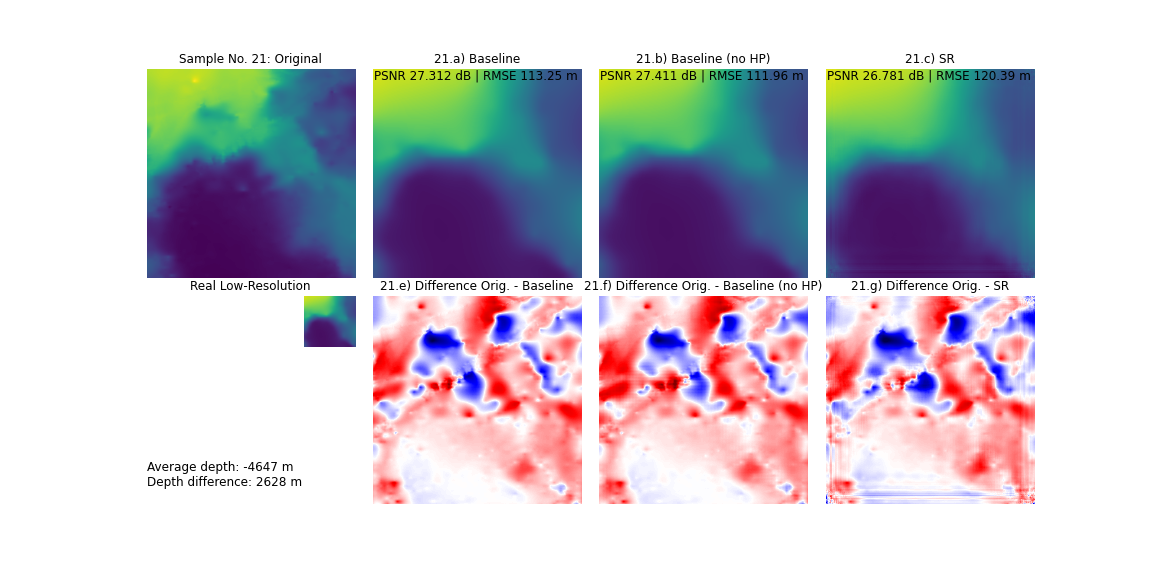 Sample No. 21: Original
21.a) Baseline
21.b) Baseline (no HP)
21.c) SR
PSNR 27.312 dB | RMSE 113.25 m
PSNR 27.411 dB | RMSE 111.96 m
PSNR 26.781 dB | RMSE 120.39 m
Real Low-Resolution
21.e) Difference Orig. - Baseline
21.f) Difference Orig. - Baseline (no HP)
21.g) Difference Orig. - SR
Average depth: -4647 m
Depth difference: 2628 m